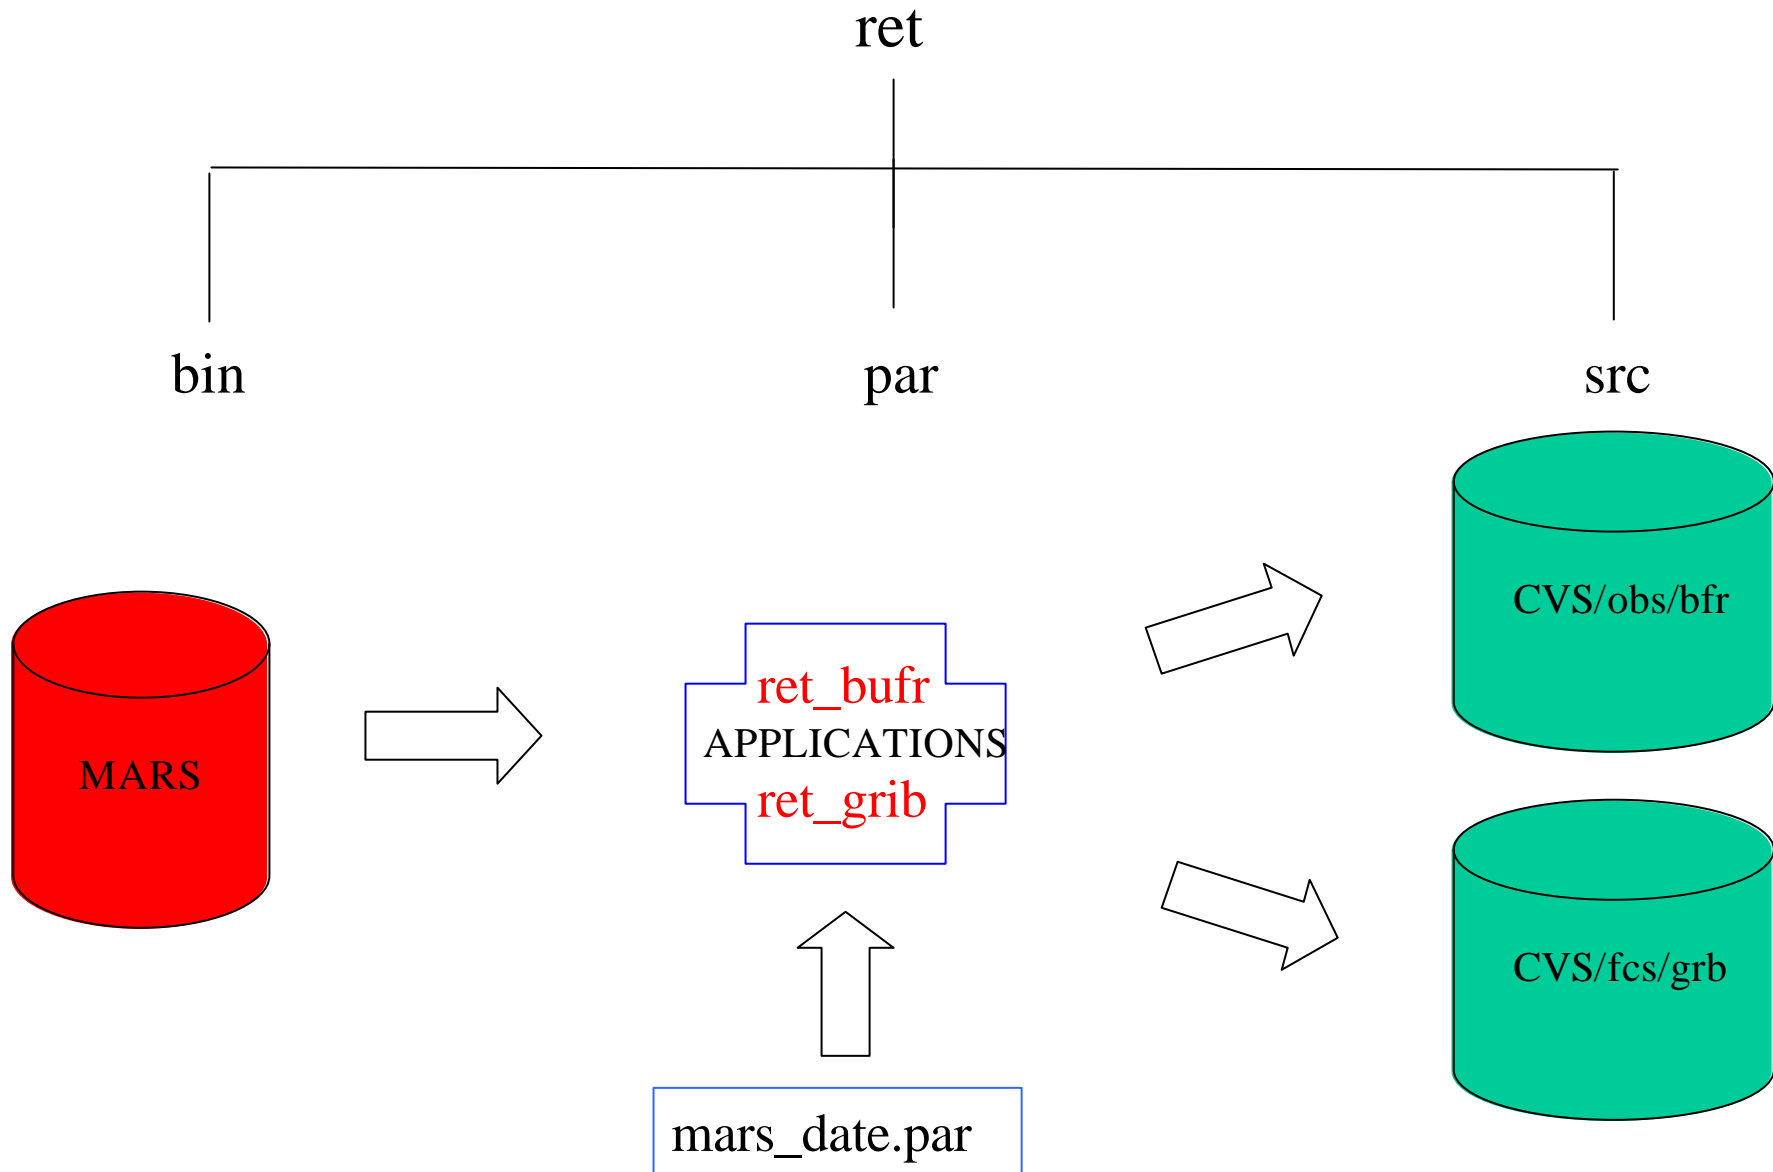 ret
bin
par
src
CVS/obs/bfr
ret_bufr
APPLICATIONS
MARS
ret_grib
CVS/fcs/grb
mars_date.par